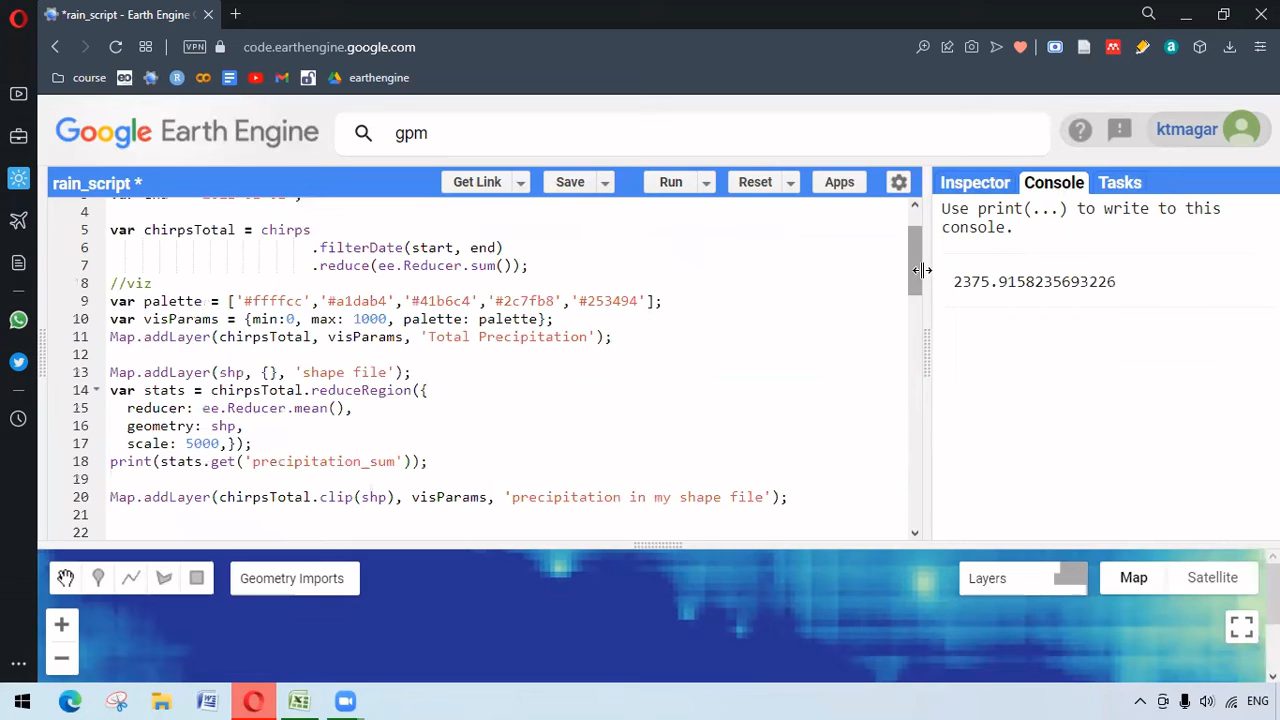 *rain_script - Earth Engine
VPN
code.earthengine.google.com
course
earthengine
Google Earth Engine
gpm
ktmagar
rain_script *
Get Link
Save
Run
Reset
Apps
Inspector
Console
Tasks
Use print(...) to write to this
console.
2375.9158235693226
4
5 var chirpsTotal = chirps
6 .filterDate(start, end)
7 .reduce(ee.Reducer.sum());
8 //viz
9 var palette = ['#ffffcc','#a1dab4','#41b6c4','#2c7fb8','#253494'];
10 var visParams = {min:0, max: 1000, palette: palette};
11 Map.addLayer(chirpsTotal, visParams, 'Total Precipitation');
12
13 Map.addLayer(shp, {}, 'shape file');
14 var stats = chirpsTotal.reduceRegion({
15 reducer: ee.Reducer.mean(),
16 geometry: shp,
17 scale: 5000,});
18 print(stats.get('precipitation_sum'));
19
20 Map.addLayer(chirpsTotal.clip(shp), visParams, 'precipitation in my shape file');
21
22
Geometry Imports
Layers
Map
Satellite
ENG